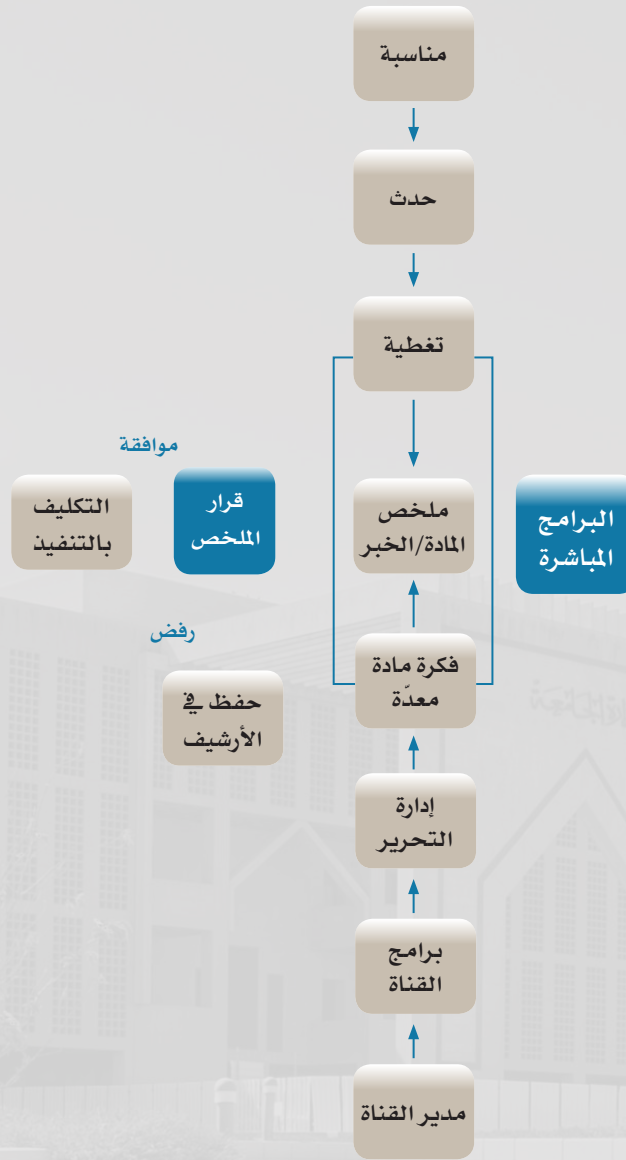 مناسبة
حدث
تغطية
موافقة
البرامج
المباشرة
ملخص
المادة/الخبر
قرار
الملخص
التكليف
بالتنفيذ
رفض
فكرة مادة
معدّة
حفظ في
الأرشيف
إدارة
التحرير
برامج
القناة
مدير القناة